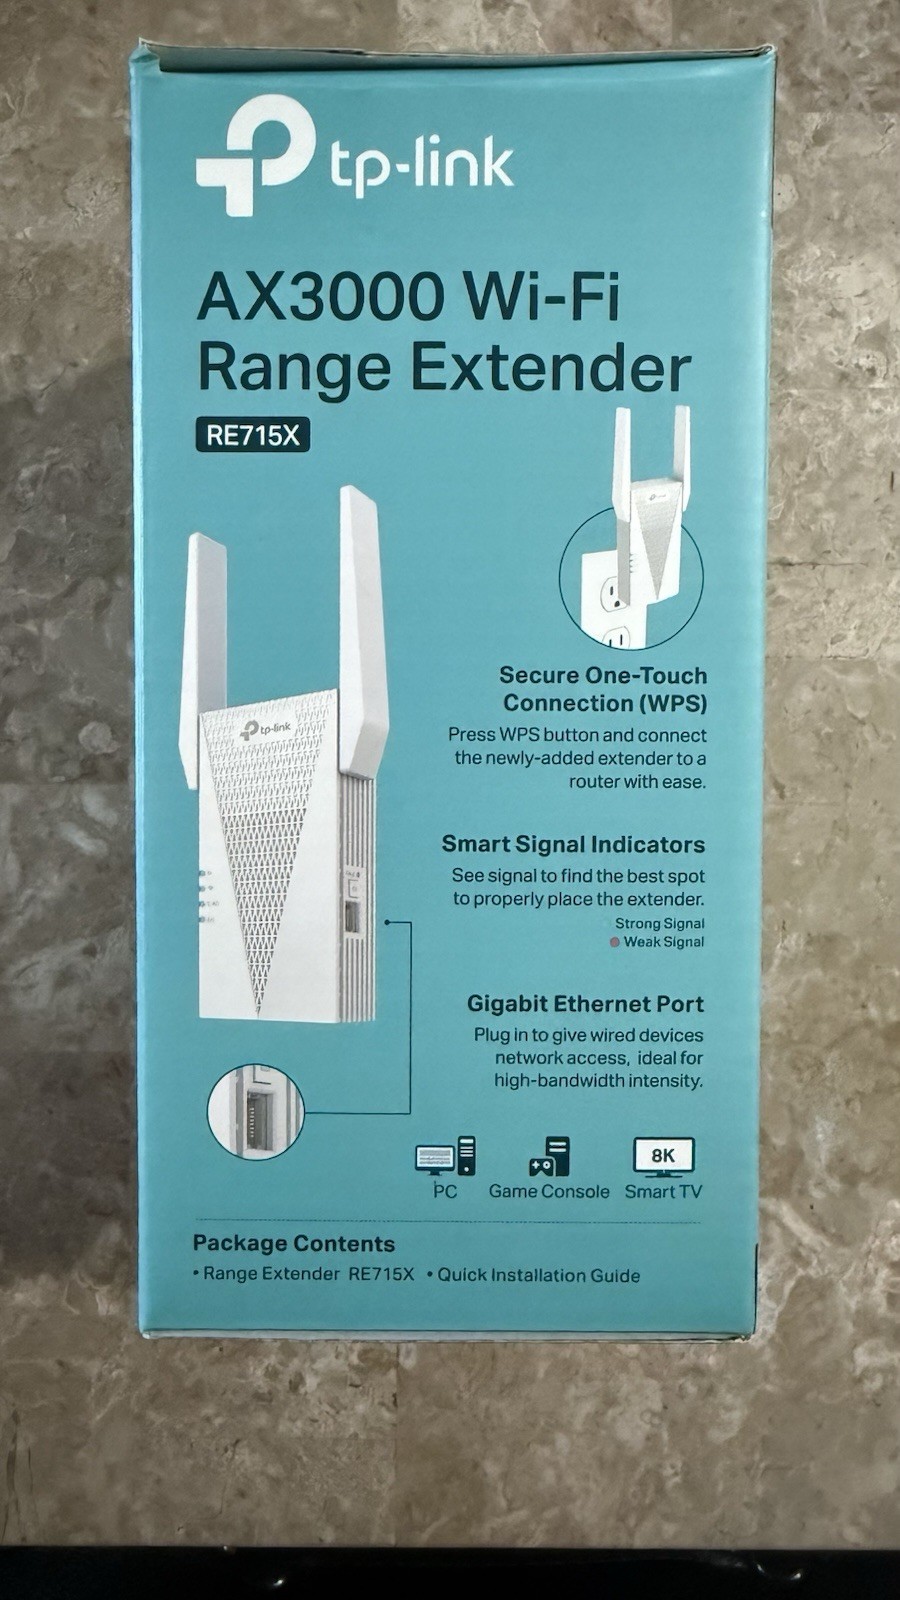 tp-link
AX3000 Wi-Fi
Range Extender
RE715X
tp-link
Secure One-Touch
Connection (WPS)
Press WPS button and connect
the newly-added extender to a
router with ease.
Smart Signal Indicators
See signal to find the best spot
to properly place the extender.
Strong Signal
Weak Signal
Gigabit Ethernet Port
Plug in to give wired devices
network access, ideal for
high-bandwidth intensity.
8K
PC Game Console Smart TV
Package Contents
• Range Extender RE715X • Quick Installation Guide